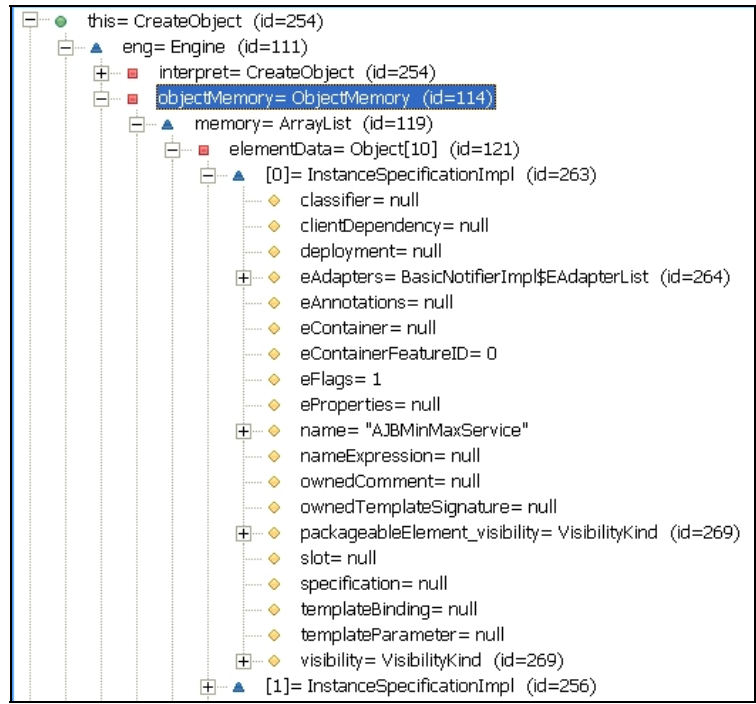 this= CreateObject (id=254)
eng= Engine (id=111)
interpret= CreateObject (id=254)
objectMemory= ObjectMemory (id=114)
memory= ArrayList (id=119)
elementData= Object[10] (id=121)
[0]= InstanceSpecificationImpl (id=263)
classifier= null
clientDependency= null
deployment= null
eAdapters= BasicNotifierImpl$EAdapterList (id=264)
eAnnotations= null
eContainer= null
eContainerFeatureID= 0
eFlags= 1
eProperties= null
name= "AJBMinMaxService"
nameExpression= null
ownedComment= null
ownedTemplateSignature= null
packageableElement_visibility= VisibilityKind (id=269)
slot= null
specification= null
templateBinding= null
templateParameter= null
visibility= VisibilityKind (id=269)
[1]= InstanceSpecificationImpl (id=256)